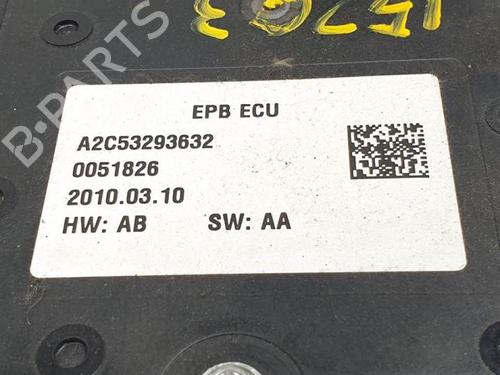 EPB ECU
A2C53293632
0051826
2010.03.10
HW: AB SW: AA